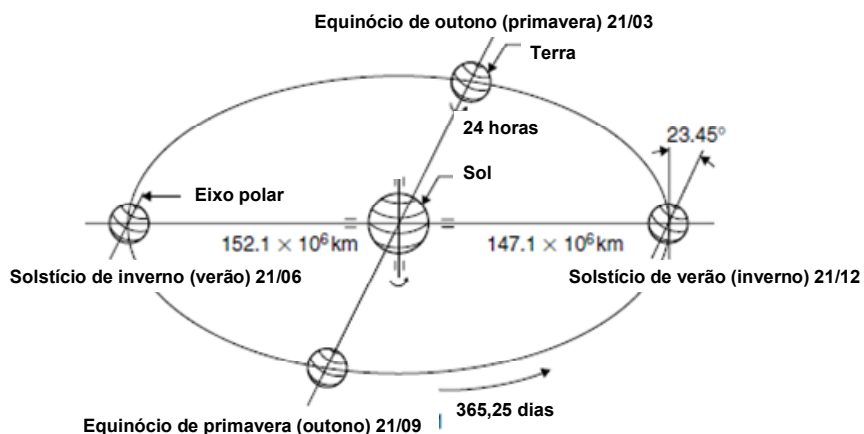 Equinócio de outono (primavera) 21/03
Terra
24 horas
23.45°
Sol
Eixo polar
152.1 × 10⁶ km
147.1 × 10⁶ km
Solstício de inverno (verão) 21/06
Solstício de verão (inverno) 21/12
365,25 dias
Equinócio de primavera (outono) 21/09